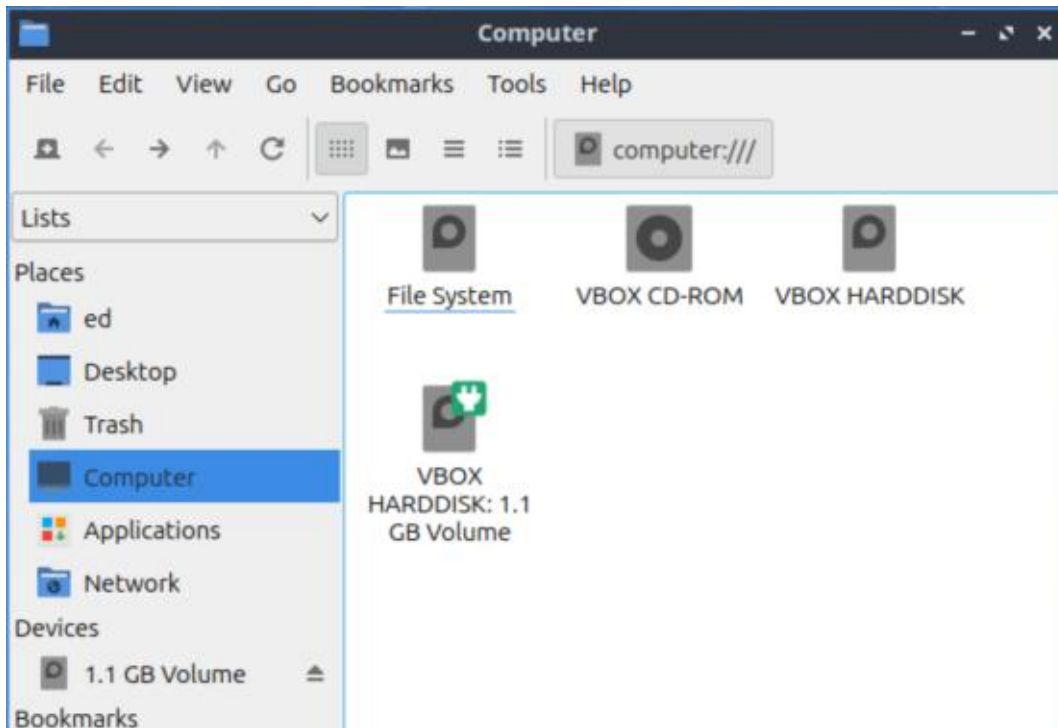 Computer
File Edit View Go Bookmarks Tools Help
computer:///
Lists
Places
ed
Desktop
Trash
Computer
Applications
Network
Devices
1.1 GB Volume
Bookmarks
File System VBOX CD-ROM VBOX HARDDISK
VBOX
HARDDISK: 1.1
GB Volume